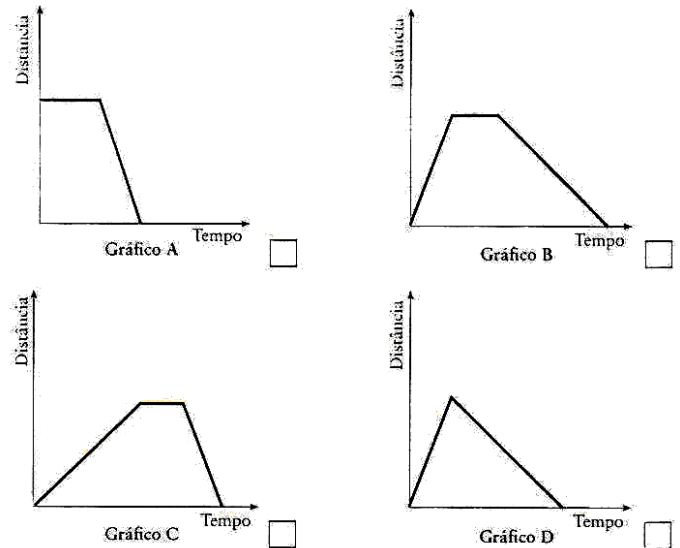 Distância
Tempo
Gráfico A
Distância
Tempo
Gráfico B
Distância
Tempo
Gráfico C
Distância
Tempo
Gráfico D